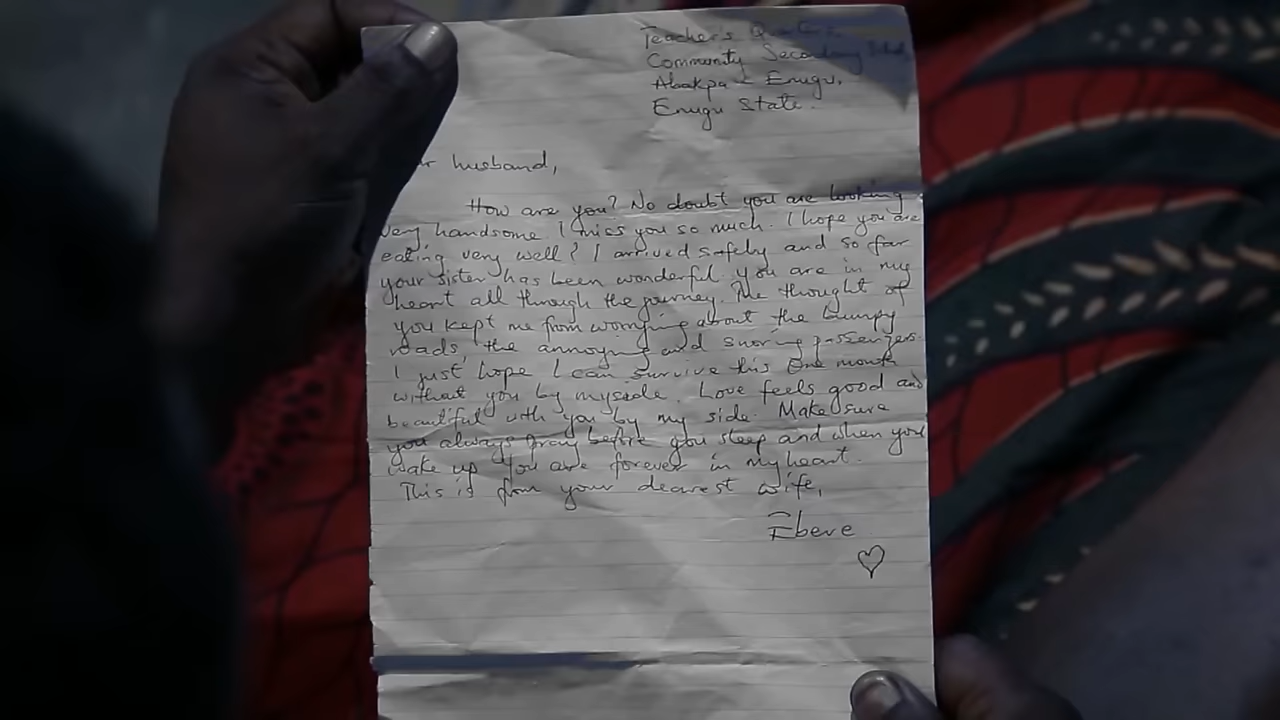 Teacher's
Community Secondary
Abakpa - Enugu,
Enugu State.
husband,
How are you? No doubt you are looking
very handsome. I miss you so much. I hope you are
eating very well? I arrived safely and so far
your sister has been wonderful. You are in my
heart all through the journey. The thought of
you kept me from worrying about the bumpy
roads, the annoying and snoring passengers.
I just hope I can survive this One month
without you by myside. Love feels good and
beautiful with you by my side. Make sure
you always pray before you sleep and when you
wake up. You are forever in my heart.
This is from your dearest wife,
Ebere